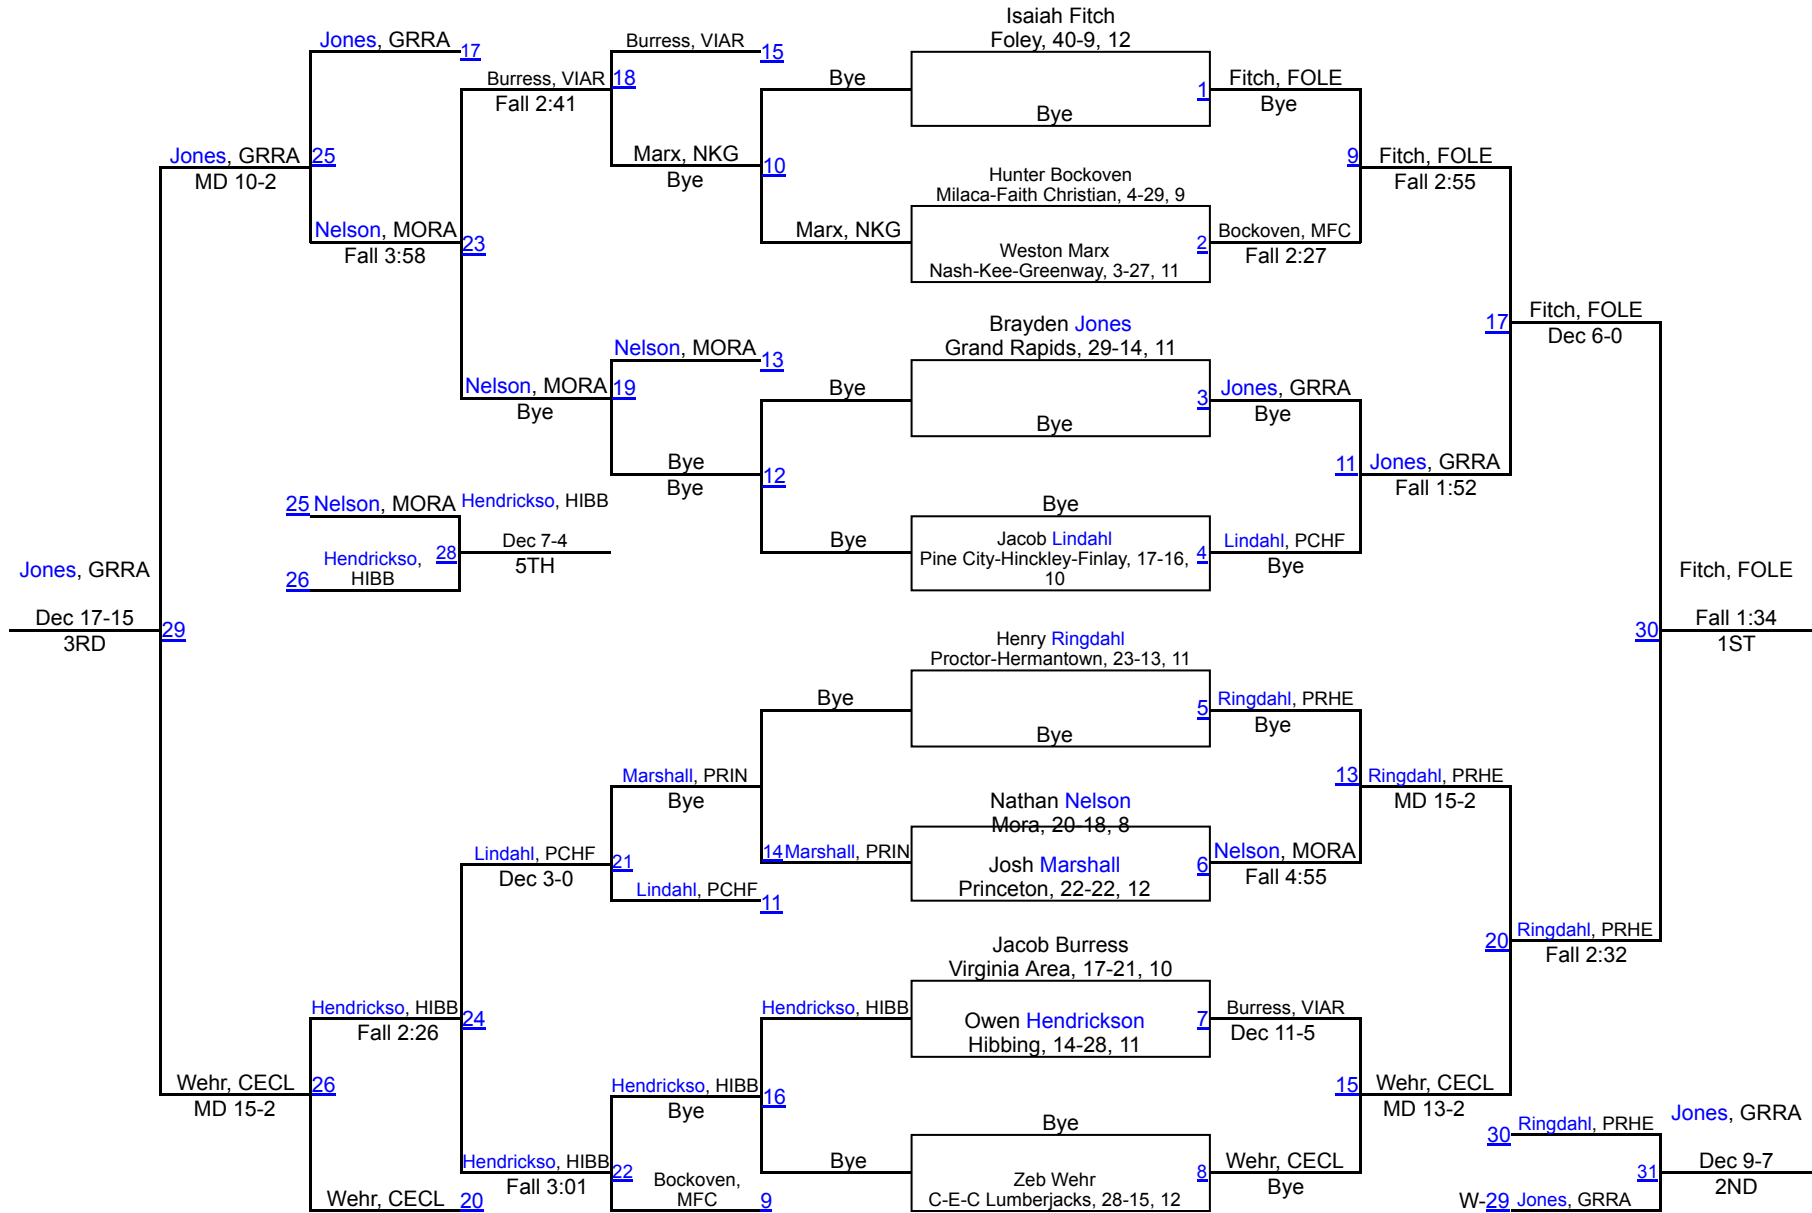 Isaiah Fitch
Foley, 40-9, 12
Jones, GRRA
17
Burress, VIAR
15
Burress, VIAR
18
Fall 2:41
Bye
1
Fitch, FOLE
Bye
Bye
Jones, GRRA
25
MD 10-2
Marx, NKG
10
Bye
9
Fitch, FOLE
Fall 2:55
Hunter Bockoven
Milaca-Faith Christian, 4-29, 9
Nelson, MORA
23
Fall 3:58
Marx, NKG
Weston Marx
Nash-Kee-Greenway, 3-27, 11
2
Bockoven, MFC
Fall 2:27
17
Fitch, FOLE
Dec 6-0
Brayden Jones
Grand Rapids, 29-14, 11
Nelson, MORA
13
Nelson, MORA
19
Bye
Bye
3
Jones, GRRA
Bye
Bye
Bye
12
Bye
11
Jones, GRRA
Fall 1:52
25
Nelson, MORA
Hendrickso, HIBB
Bye
Hendrickso,
HIBB
28
Dec 7-4
5TH
26
Bye
Jacob Lindahl
Pine City-Hinckley-Finlay, 17-16,
10
4
Lindahl, PCHF
Bye
Jones, GRRA
Dec 17-15
3RD
29
Fitch, FOLE
30
Fall 1:34
1ST
Henry Ringdahl
Proctor-Hermantown, 23-13, 11
Bye
5
Ringdahl, PRHE
Bye
Bye
Marshall, PRIN
Bye
13
Ringdahl, PRHE
MD 15-2
Nathan Nelson
Mora, 20-18, 8
Lindahl, PCHF
21
Dec 3-0
14
Marshall, PRIN
Josh Marshall
Princeton, 22-22, 12
6
Nelson, MORA
Fall 4:55
Lindahl, PCHF
11
20
Ringdahl, PRHE
Fall 2:32
Jacob Burress
Virginia Area, 17-21, 10
Hendrickso, HIBB
24
Fall 2:26
Hendrickso, HIBB
Owen Hendrickson
Hibbing, 14-28, 11
7
Burress, VIAR
Dec 11-5
Wehr, CECL
26
MD 15-2
Hendrickso, HIBB
16
Bye
15
Wehr, CECL
MD 13-2
Bye
30
Ringdahl, PRHE
Jones, GRRA
Hendrickso, HIBB
22
Fall 3:01
Bye
Zeb Wehr
C-E-C Lumberjacks, 28-15, 12
8
Wehr, CECL
Bye
31
Dec 9-7
2ND
Wehr, CECL
20
Bockoven,
MFC
9
W-29
Jones, GRRA